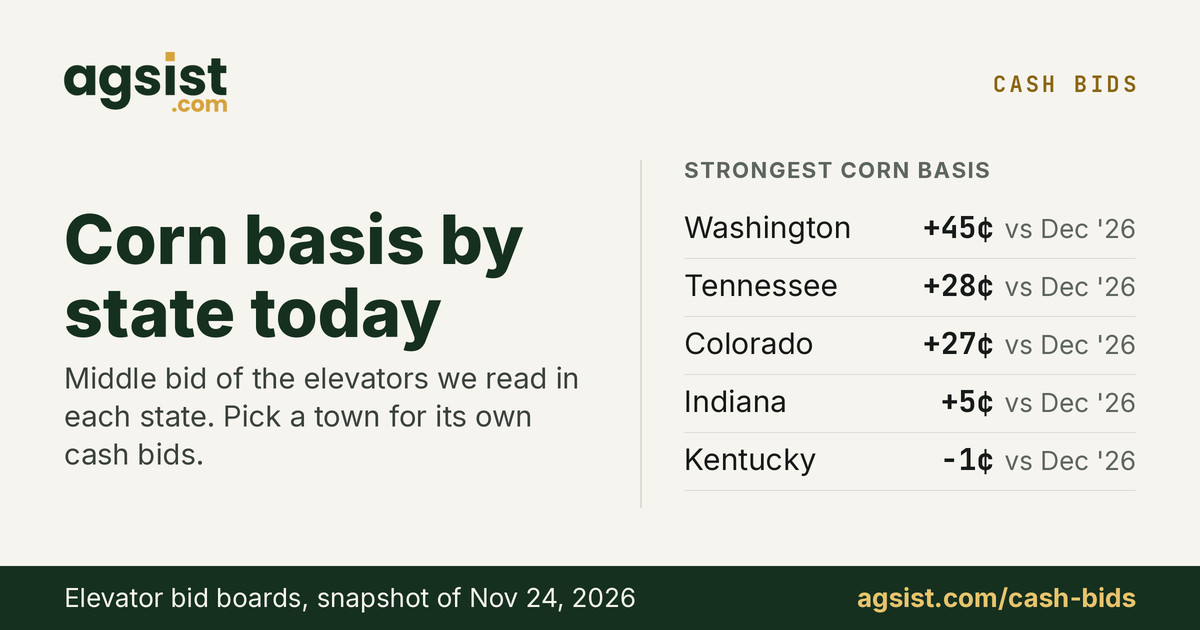 agsist
.com
CASH BIDS
Corn basis by
state today
Middle bid of the elevators we read in
each state. Pick a town for its own
cash bids.
STRONGEST CORN BASIS
Washington +45¢ vs Dec '26
Tennessee +28¢ vs Dec '26
Colorado +27¢ vs Dec '26
Indiana +5¢ vs Dec '26
Kentucky -1¢ vs Dec '26
Elevator bid boards, snapshot of Nov 24, 2026
agsist.com/cash-bids